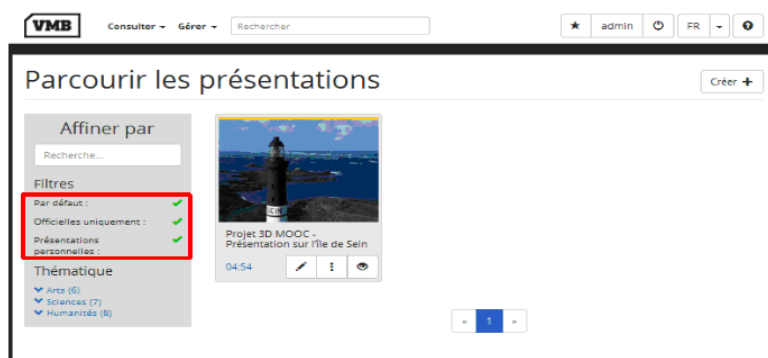 VMB Consulter Gérer Rechercher admin FR
Parcourir les présentations
Créer
Affiner par
Recherche...
Filtres
Par défaut :
Officielles uniquement :
Présentations
personnelles :
Thématique
Arts (6)
Sciences (7)
Humanités (8)
SEIN
Projet 3D MOOC -
Présentation sur l'île de Sein
04:54
« 1 »